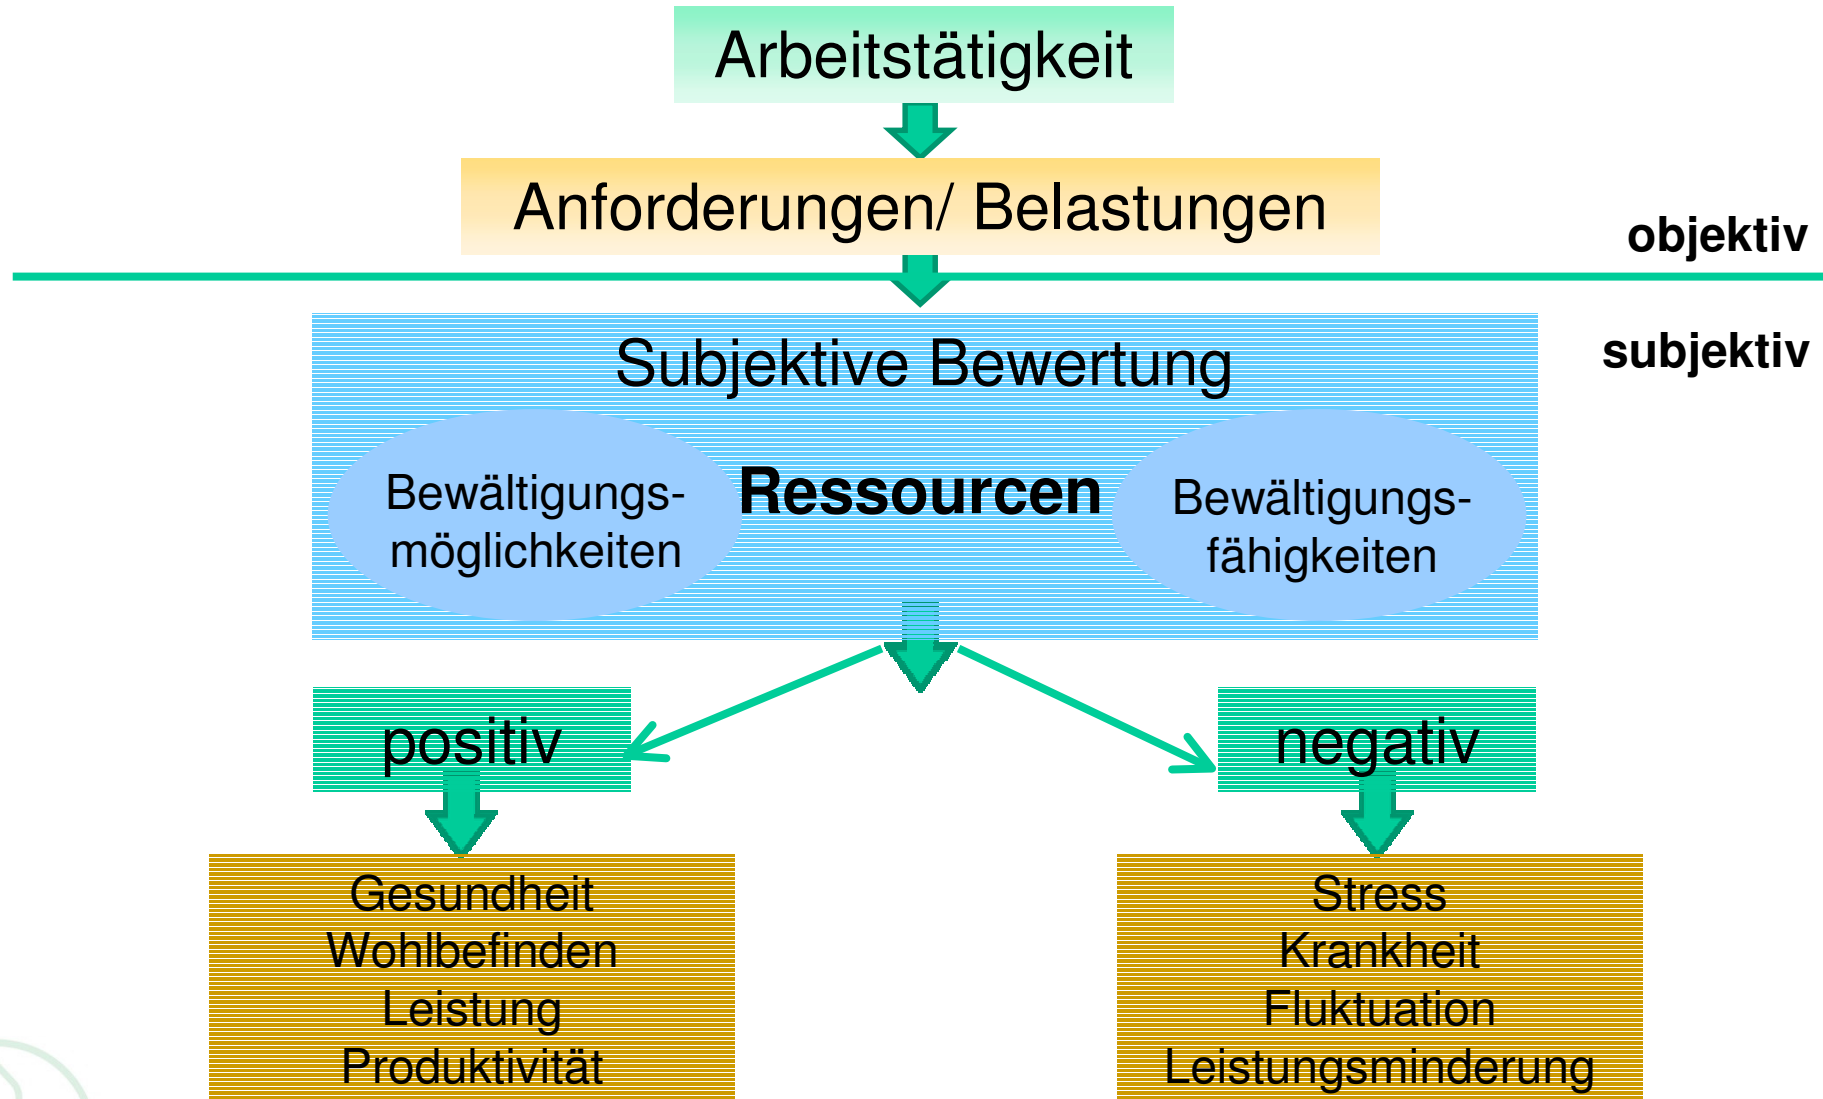 Arbeitstätigkeit
Anforderungen/ Belastungen
objektiv
subjektiv
Subjektive Bewertung
Bewältigungs-
möglichkeiten
Ressourcen
Bewältigungs-
fähigkeiten
positiv
negativ
Gesundheit
Wohlbefinden
Leistung
Produktivität
Stress
Krankheit
Fluktuation
Leistungsminderung